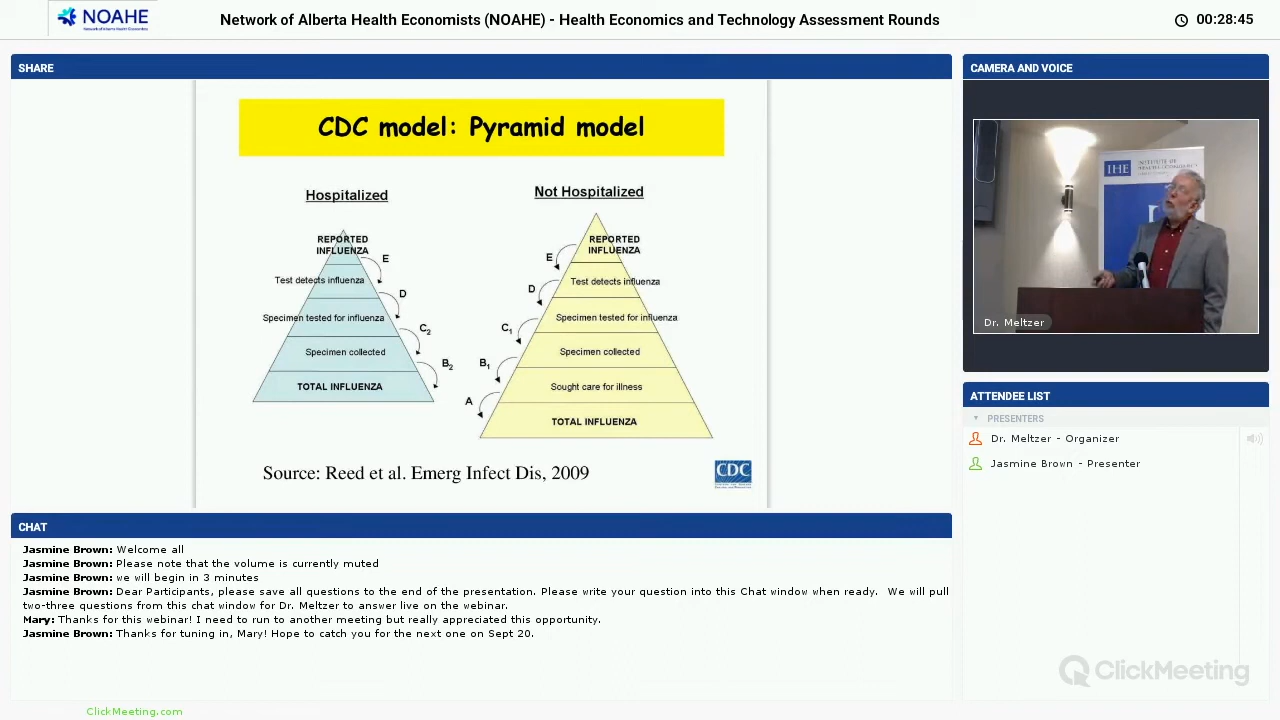 NOAHE
Network of Alberta Health Economists (NOAHE) - Health Economics and Technology Assessment Rounds
00:28:45
SHARE
CDC model: Pyramid model
Hospitalized
REPORTED
INFLUENZA
E
Test detects influenza
D
Specimen tested for influenza
C2
Specimen collected
B2
TOTAL INFLUENZA
Not Hospitalized
REPORTED
INFLUENZA
E
Test detects influenza
D
Specimen tested for influenza
C1
Specimen collected
B1
Sought care for illness
A
TOTAL INFLUENZA
Source: Reed et al. Emerg Infect Dis, 2009
CDC
CAMERA AND VOICE
IHE
INSTITUTE OF
HEALTH ECONOMICS
Dr. Meltzer
ATTENDEE LIST
PRESENTERS
Dr. Meltzer - Organizer
Jasmine Brown - Presenter
CHAT
Jasmine Brown: Welcome all
Jasmine Brown: Please note that the volume is currently muted
Jasmine Brown: we will begin in 3 minutes
Jasmine Brown: Dear Participants, please save all questions to the end of the presentation. Please write your question into this Chat window when ready. We will pull
two-three questions from this chat window for Dr. Meltzer to answer live on the webinar.
Mary: Thanks for this webinar! I need to run to another meeting but really appreciated this opportunity.
Jasmine Brown: Thanks for tuning in, Mary! Hope to catch you for the next one on Sept 20.
ClickMeeting
ClickMeeting.com